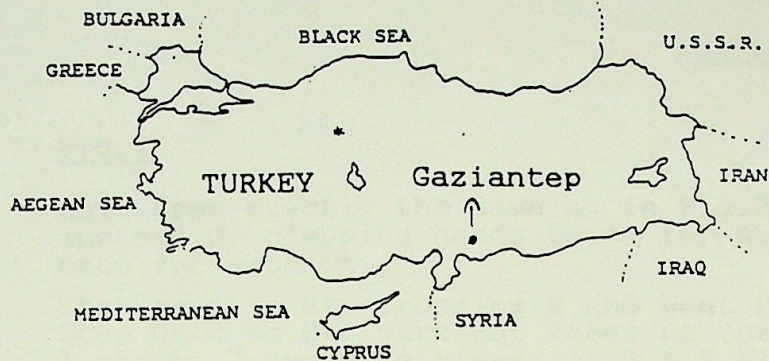 BULGARIA
BLACK SEA
U.S.S.R.
GREECE
TURKEY
Gaziantep
IRAN
AEGEAN SEA
IRAQ
MEDITERRANEAN SEA
SYRIA
CYPRUS